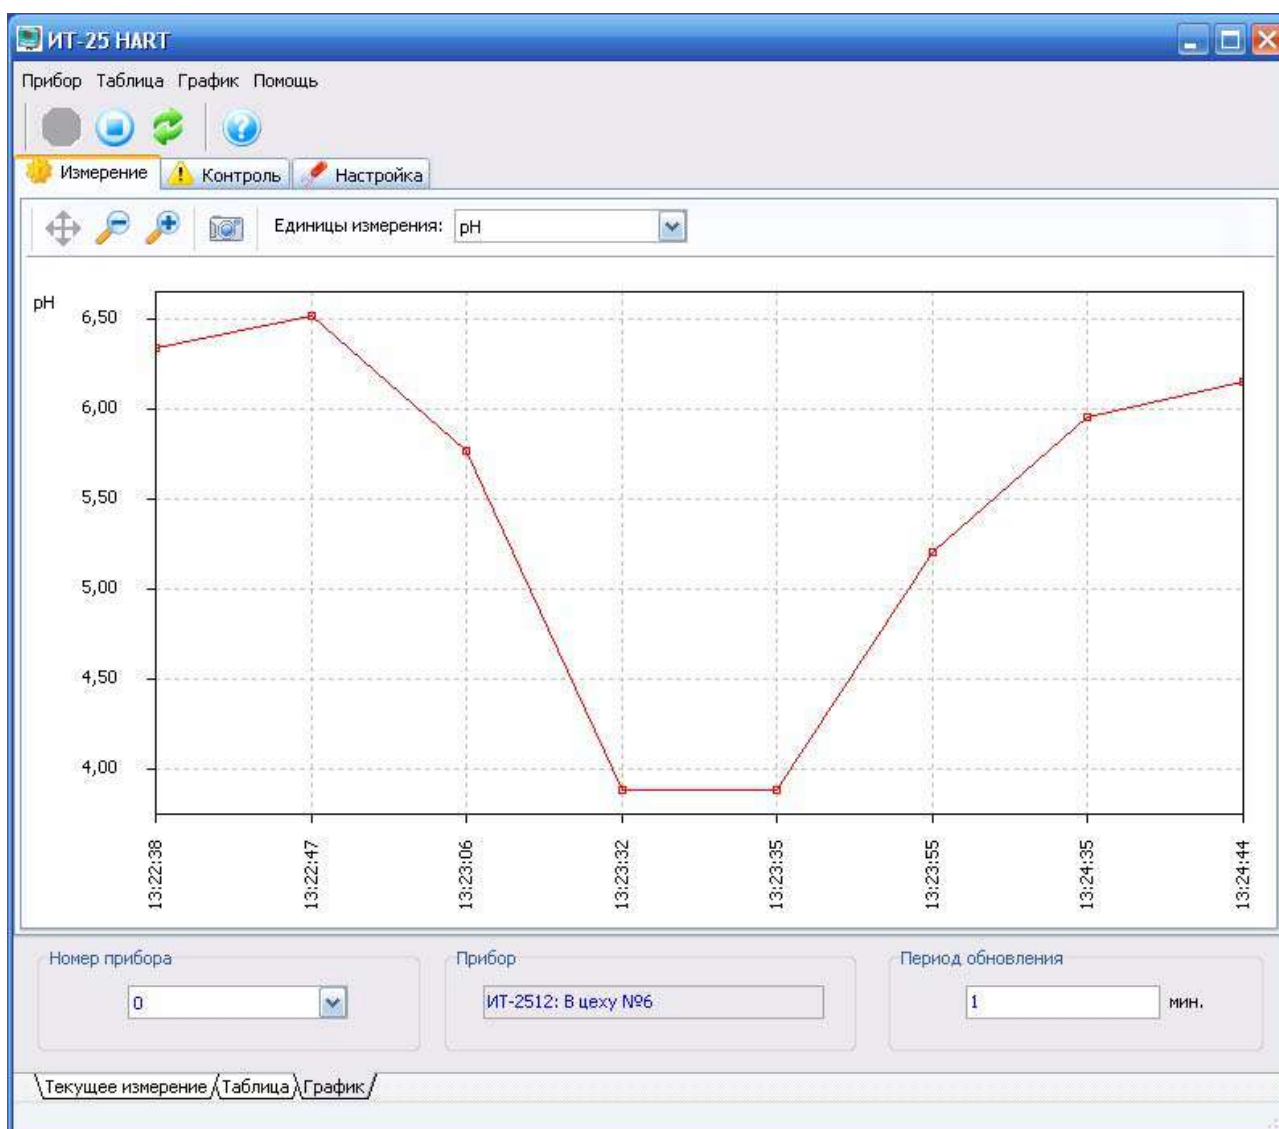 ИТ-25 HART
Прибор Таблица График Помощь
Измерение Контроль Настройка
Единицы измерения: pH
pH
6,50
6,00
5,50
5,00
4,50
4,00
13:22:38 13:22:47 13:23:06 13:23:32 13:23:35 13:23:55 13:24:35 13:24:44
Номер прибора Прибор Период обновления
0 ИТ-2512: В цеху №6 1 мин.
Текущее измерение Таблица График